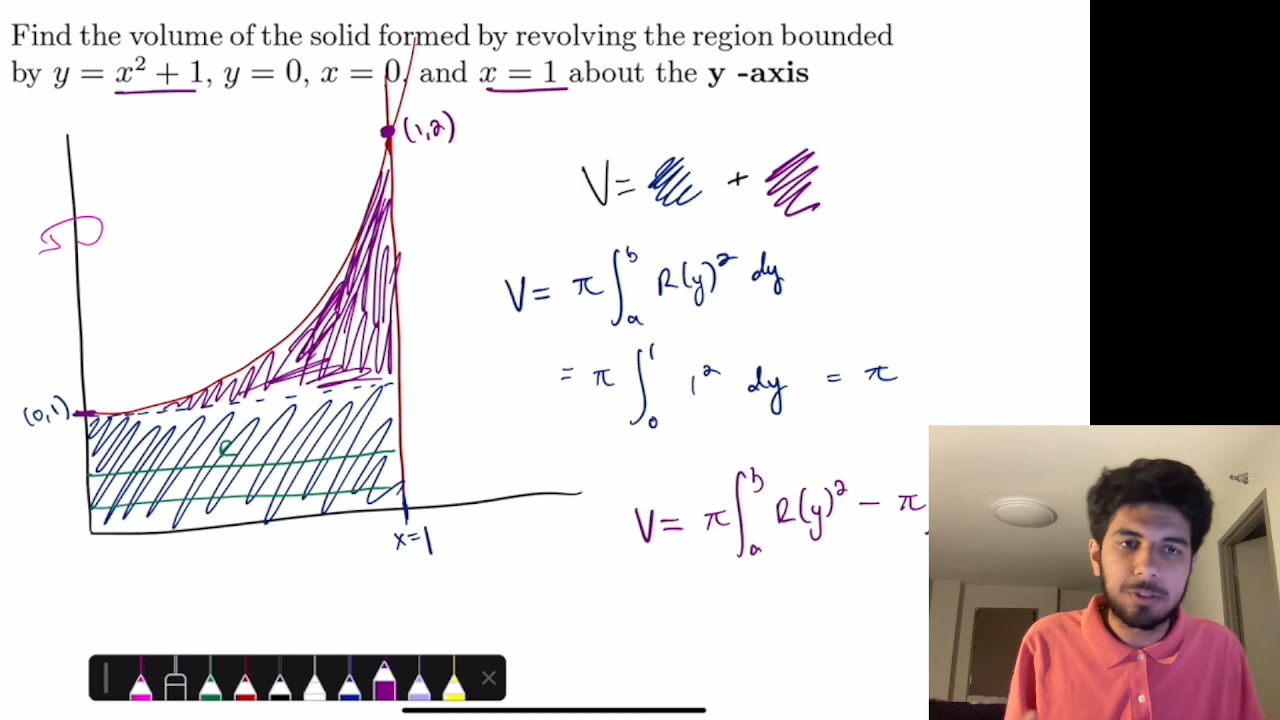 Find the volume of the solid formed by revolving the region bounded
by y = x² + 1, y = 0, x = 0, and x = 1 about the y -axis
(1,2)
V= +
V= π∫ₐᵇ R(y)² dy
= π∫₀¹ 1² dy = π
(0,1)
V= π∫ₐᵇ R(y)² − π
x=1